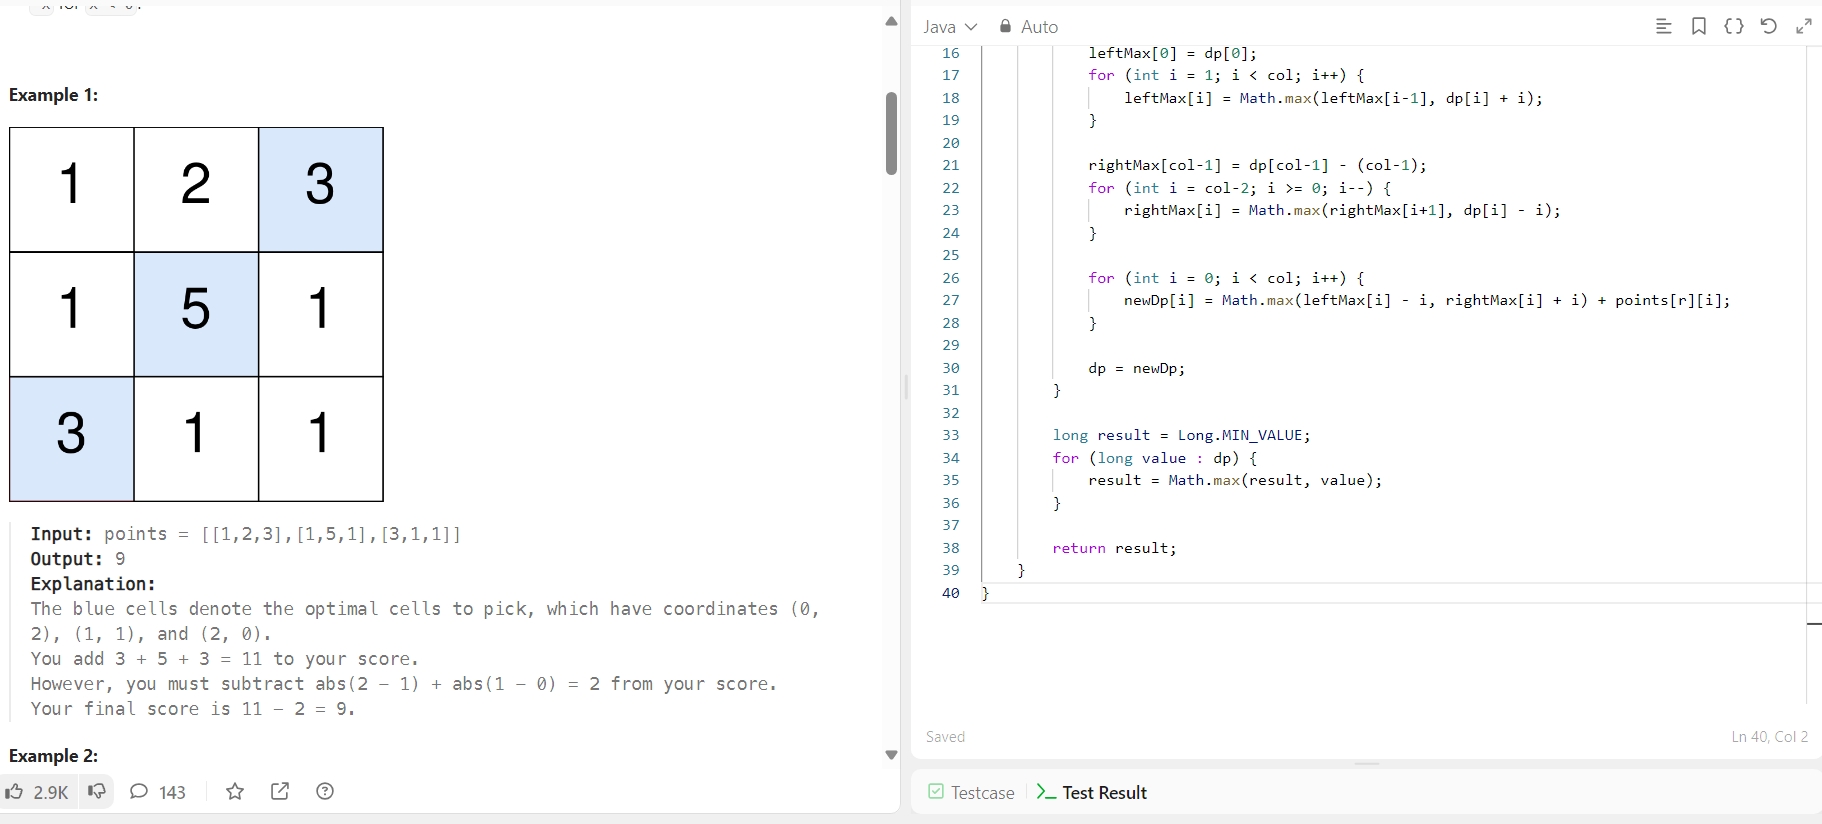 Example 1:
1 2 3
1 5 1
3 1 1
Input: points = [[1,2,3],[1,5,1],[3,1,1]]
Output: 9
Explanation:
The blue cells denote the optimal cells to pick, which have coordinates (0,
2), (1, 1), and (2, 0).
You add 3 + 5 + 3 = 11 to your score.
However, you must subtract abs(2 - 1) + abs(1 - 0) = 2 from your score.
Your final score is 11 - 2 = 9.
Example 2:
2.9K 143
Java Auto
16 leftMax[0] = dp[0];
17 for (int i = 1; i < col; i++) {
18 leftMax[i] = Math.max(leftMax[i-1], dp[i] + i);
19 }
20
21 rightMax[col-1] = dp[col-1] - (col-1);
22 for (int i = col-2; i >= 0; i--) {
23 rightMax[i] = Math.max(rightMax[i+1], dp[i] - i);
24 }
25
26 for (int i = 0; i < col; i++) {
27 newDp[i] = Math.max(leftMax[i] - i, rightMax[i] + i) + points[r][i];
28 }
29
30 dp = newDp;
31 }
32
33 long result = Long.MIN_VALUE;
34 for (long value : dp) {
35 result = Math.max(result, value);
36 }
37
38 return result;
39 }
40 }
Saved Ln 40, Col 2
Testcase Test Result